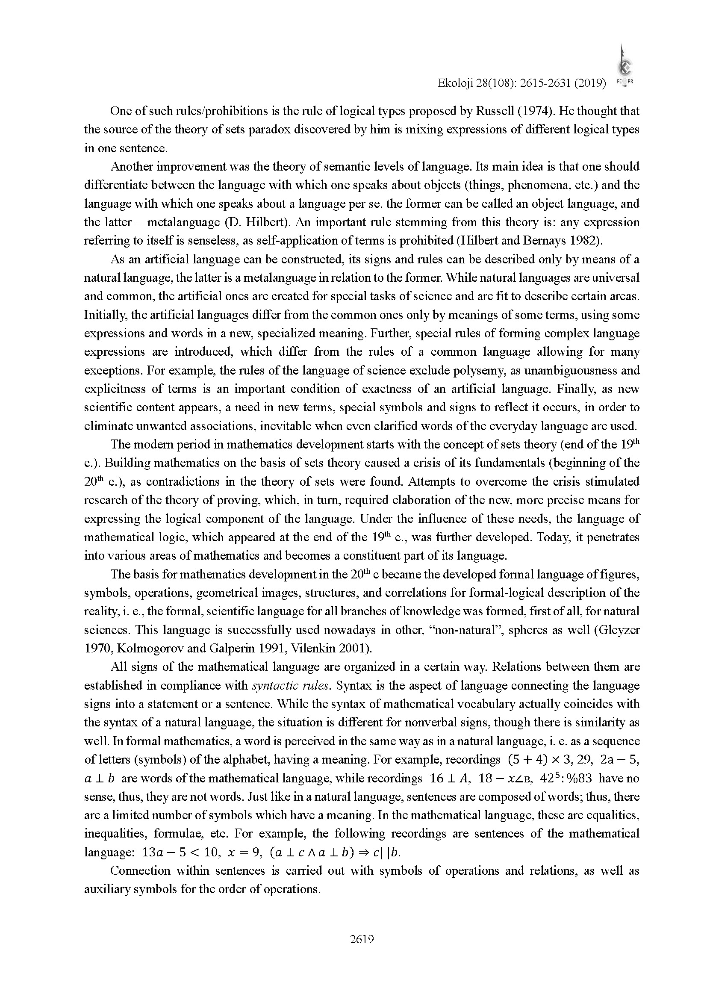 Ekoloji 28(108): 2615-2631 (2019)
FE PR
1991
One of such rules/prohibitions is the rule of logical types proposed by Russell (1974). He thought that
the source of the theory of sets paradox discovered by him is mixing expressions of different logical types
in one sentence.
Another improvement was the theory of semantic levels of language. Its main idea is that one should
differentiate between the language with which one speaks about objects (things, phenomena, etc.) and the
language with which one speaks about a language per se. the former can be called an object language, and
the latter – metalanguage (D. Hilbert). An important rule stemming from this theory is: any expression
referring to itself is senseless, as self-application of terms is prohibited (Hilbert and Bernays 1982).
As an artificial language can be constructed, its signs and rules can be described only by means of a
natural language, the latter is a metalanguage in relation to the former. While natural languages are universal
and common, the artificial ones are created for special tasks of science and are fit to describe certain areas.
Initially, the artificial languages differ from the common ones only by meanings of some terms, using some
expressions and words in a new, specialized meaning. Further, special rules of forming complex language
expressions are introduced, which differ from the rules of a common language allowing for many
exceptions. For example, the rules of the language of science exclude polysemy, as unambiguousness and
explicitness of terms is an important condition of exactness of an artificial language. Finally, as new
scientific content appears, a need in new terms, special symbols and signs to reflect it occurs, in order to
eliminate unwanted associations, inevitable when even clarified words of the everyday language are used.
The modern period in mathematics development starts with the concept of sets theory (end of the 19th
c.). Building mathematics on the basis of sets theory caused a crisis of its fundamentals (beginning of the
20th c.), as contradictions in the theory of sets were found. Attempts to overcome the crisis stimulated
research of the theory of proving, which, in turn, required elaboration of the new, more precise means for
expressing the logical component of the language. Under the influence of these needs, the language of
mathematical logic, which appeared at the end of the 19th c., was further developed. Today, it penetrates
into various areas of mathematics and becomes a constituent part of its language.
The basis for mathematics development in the 20th c became the developed formal language of figures,
symbols, operations, geometrical images, structures, and correlations for formal-logical description of the
reality, i. e., the formal, scientific language for all branches of knowledge was formed, first of all, for natural
sciences. This language is successfully used nowadays in other, “non-natural”, spheres as well (Gleyzer
1970, Kolmogorov and Galperin 1991, Vilenkin 2001).
All signs of the mathematical language are organized in a certain way. Relations between them are
established in compliance with syntactic rules. Syntax is the aspect of language connecting the language
signs into a statement or a sentence. While the syntax of mathematical vocabulary actually coincides with
the syntax of a natural language, the situation is different for nonverbal signs, though there is similarity as
well. In formal mathematics, a word is perceived in the same way as in a natural language, i. e. as a sequence
of letters (symbols) of the alphabet, having a meaning. For example, recordings (5 + 4) × 3, 29, 2a – 5,
a ⊥ b are words of the mathematical language, while recordings 16 ⊥ A, 18 – x∠в, 42⁵:%83 have no
sense, thus, they are not words. Just like in a natural language, sentences are composed of words; thus, there
are a limited number of symbols which have a meaning. In the mathematical language, these are equalities,
inequalities, formulae, etc. For example, the following recordings are sentences of the mathematical
language: 13a – 5 < 10, x = 9, (a ⊥ c ∧ a ⊥ b) ⇒ c| |b.
Connection within sentences is carried out with symbols of operations and relations, as well as
auxiliary symbols for the order of operations.
2619